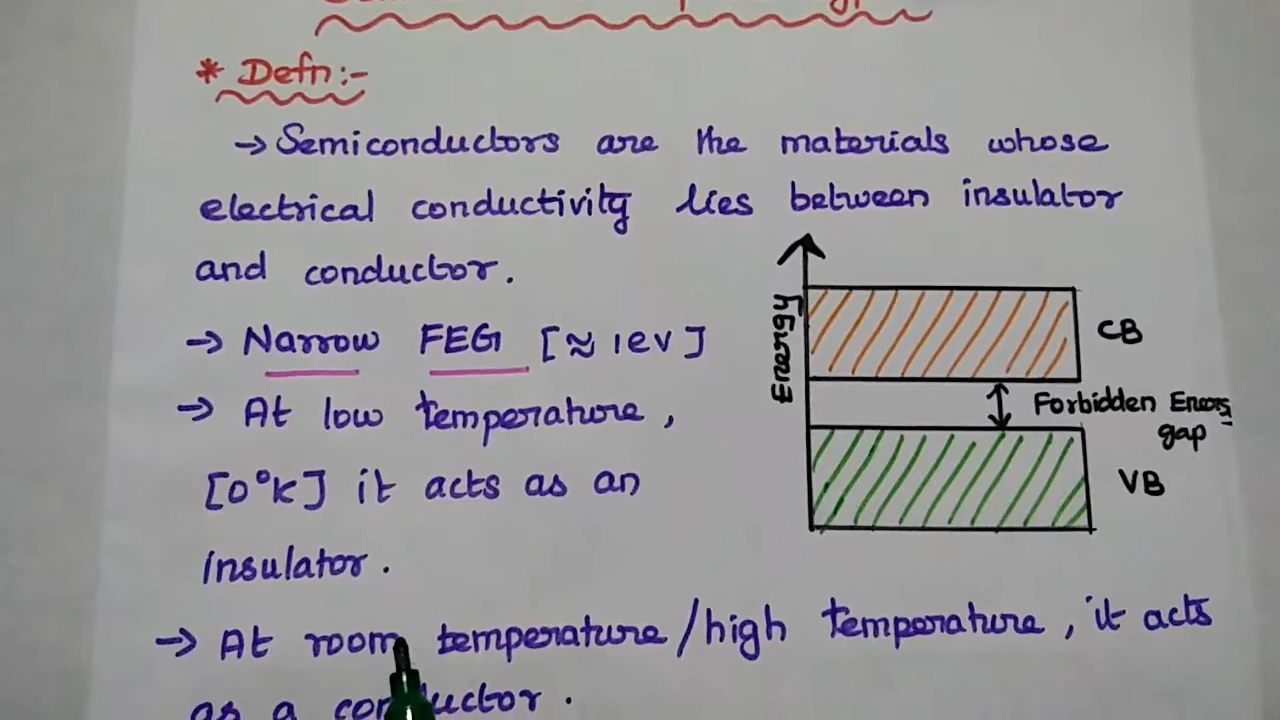 * Defn:-
→ Semiconductors are the materials whose
electrical conductivity lies between insulator
and conductor.
→ Narrow FEG [≈ 1eV]
→ At low temperature,
[0°K] it acts as an
insulator.
→ At room temperature/high temperature, it acts
as a conductor.
Energy
CB
Forbidden Energy
gap
VB